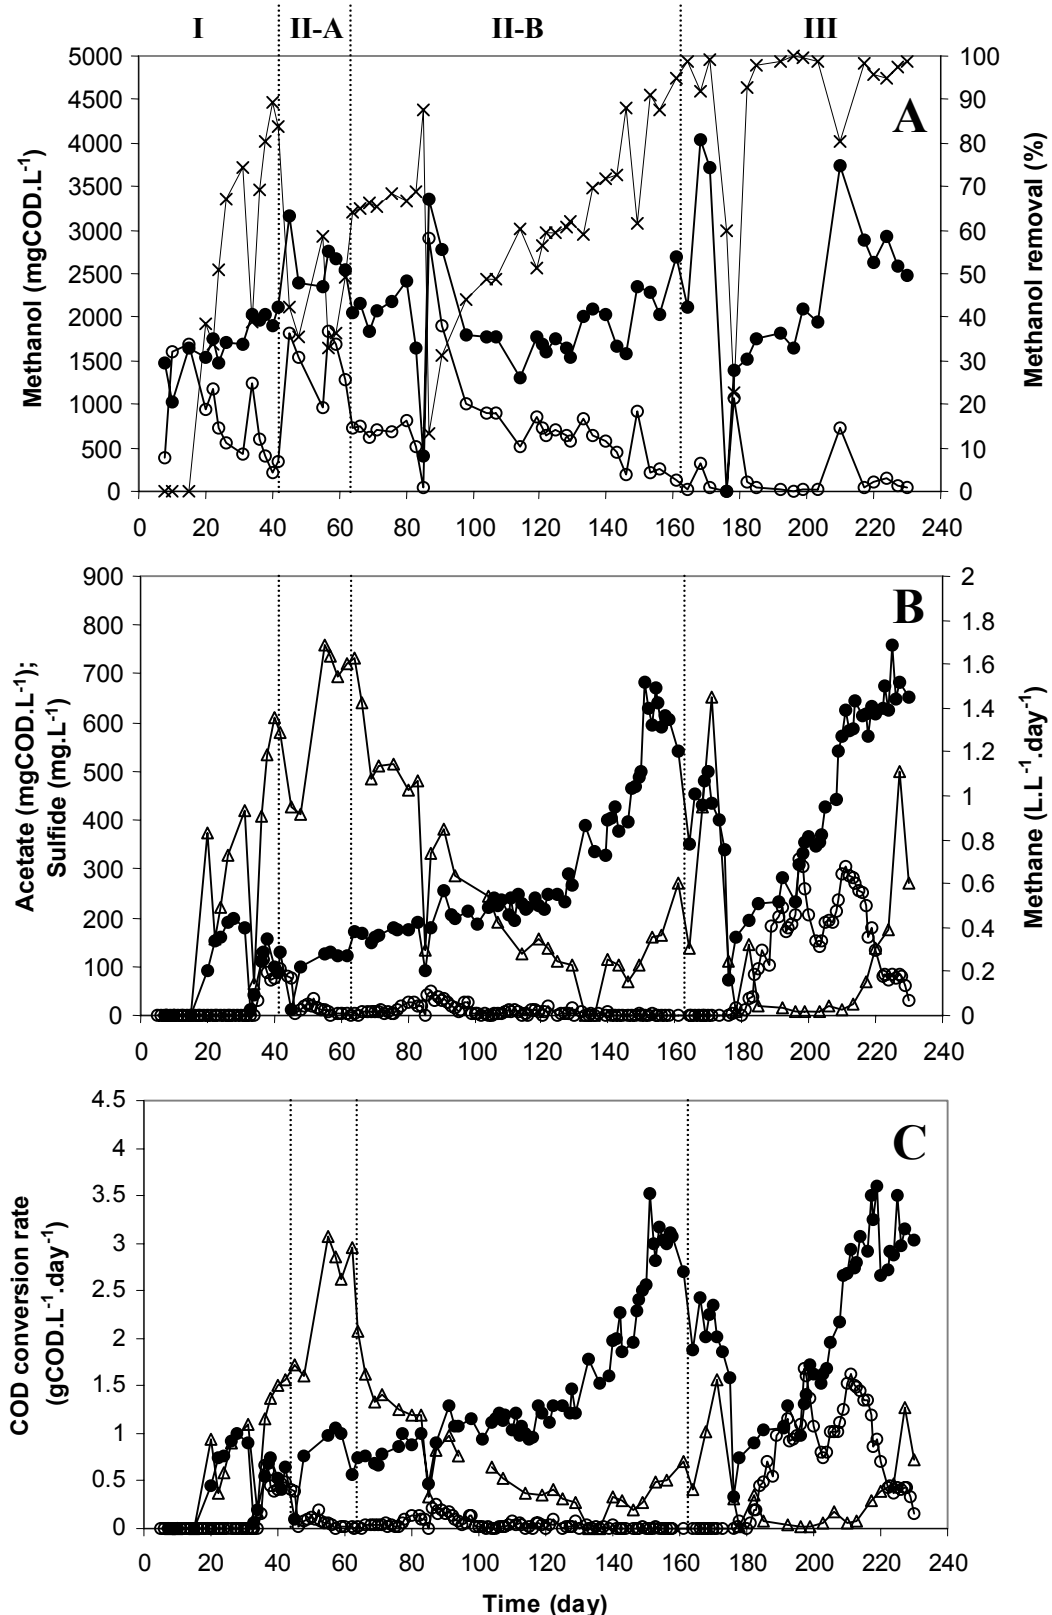 I II-A II-B III
5000 100
4500 90
4000 A 80
3500 70
3000 60
2500 50
2000 40
1500 30
1000 20
500 10
0 0
0 20 40 60 80 100 120 140 160 180 200 220 240
Methanol (mgCOD.L⁻¹)
Methanol removal (%)
900 2
800 B 1.8
700 1.6
600 1.4
500 1.2
400 1
300 0.8
200 0.6
100 0.4
0 0.2
0
0 20 40 60 80 100 120 140 160 180 200 220 240
Acetate (mgCOD.L⁻¹);
Sulfide (mg.L⁻¹)
Methane (L.L⁻¹.day⁻¹)
4.5
4 C
3.5
3
2.5
2
1.5
1
0.5
0
0 20 40 60 80 100 120 140 160 180 200 220 240
COD conversion rate
(gCOD.L⁻¹.day⁻¹)
Time (day)